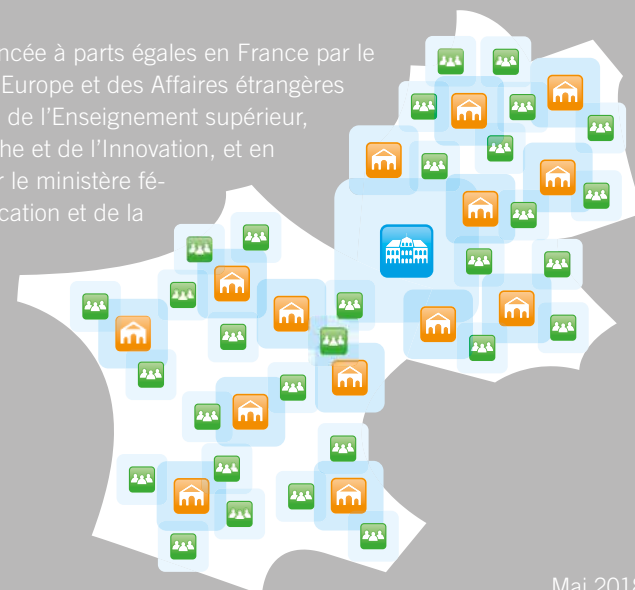 ncée à parts égales en France par le
Europe et des Affaires étrangères
de l'Enseignement supérieur,
he et de l'Innovation, et en
r le ministère fé-
cation et de la
Mai 2018